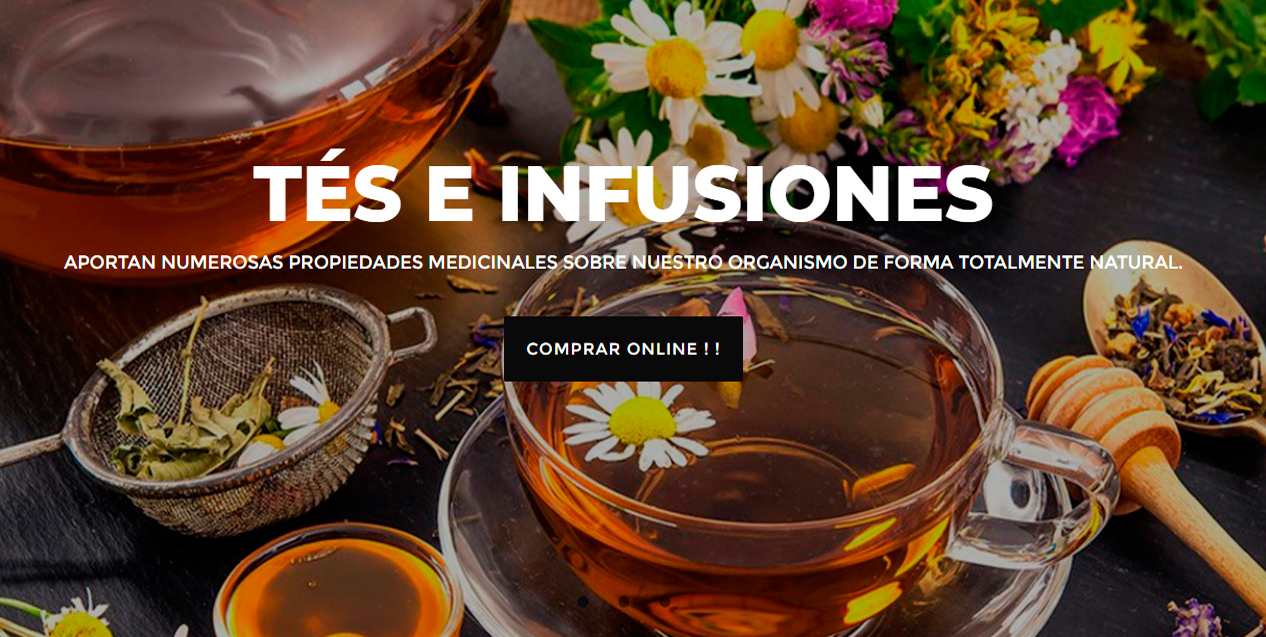 TÉS E INFUSIONES
APORTAN NUMEROSAS PROPIEDADES MEDICINALES SOBRE NUESTRO ORGANISMO DE FORMA TOTALMENTE NATURAL.
COMPRAR ONLINE ! !